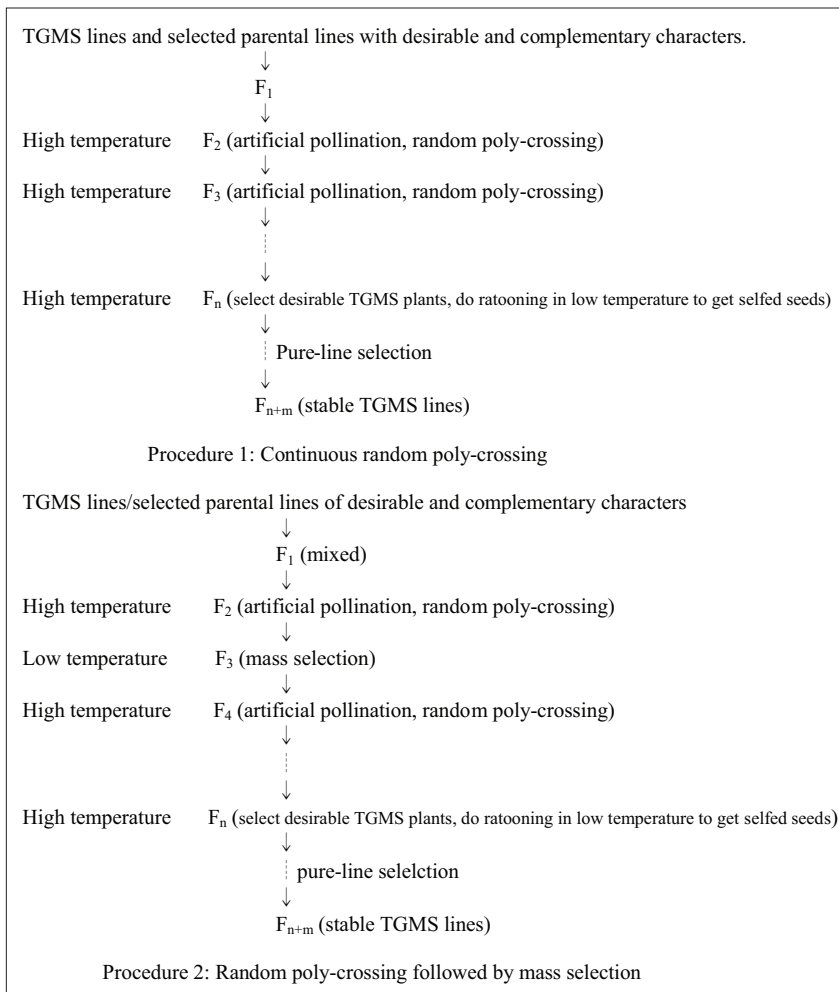 TGMS lines and selected parental lines with desirable and complementary characters.
F₁
High temperature F₂ (artificial pollination, random poly-crossing)
High temperature F₃ (artificial pollination, random poly-crossing)
High temperature Fₙ (select desirable TGMS plants, do ratooning in low temperature to get selfed seeds)
Pure-line selection
Fₙ₊ₘ (stable TGMS lines)
Procedure 1: Continuous random poly-crossing
TGMS lines/selected parental lines of desirable and complementary characters
F₁ (mixed)
High temperature F₂ (artificial pollination, random poly-crossing)
Low temperature F₃ (mass selection)
High temperature F₄ (artificial pollination, random poly-crossing)
High temperature Fₙ (select desirable TGMS plants, do ratooning in low temperature to get selfed seeds)
pure-line selelction
Fₙ₊ₘ (stable TGMS lines)
Procedure 2: Random poly-crossing followed by mass selection